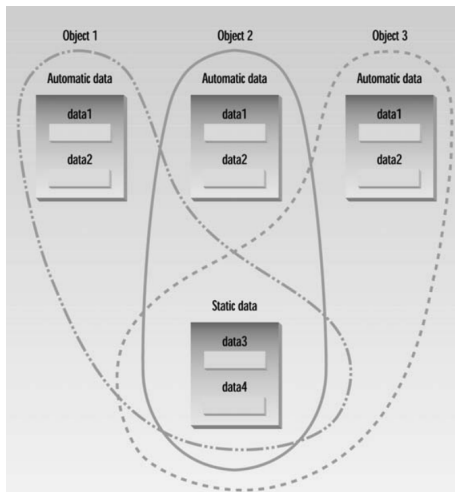 Object 1 Object 2 Object 3
Automatic data Automatic data Automatic data
data1 data1 data1
data2 data2 data2
Static data
data3
data4